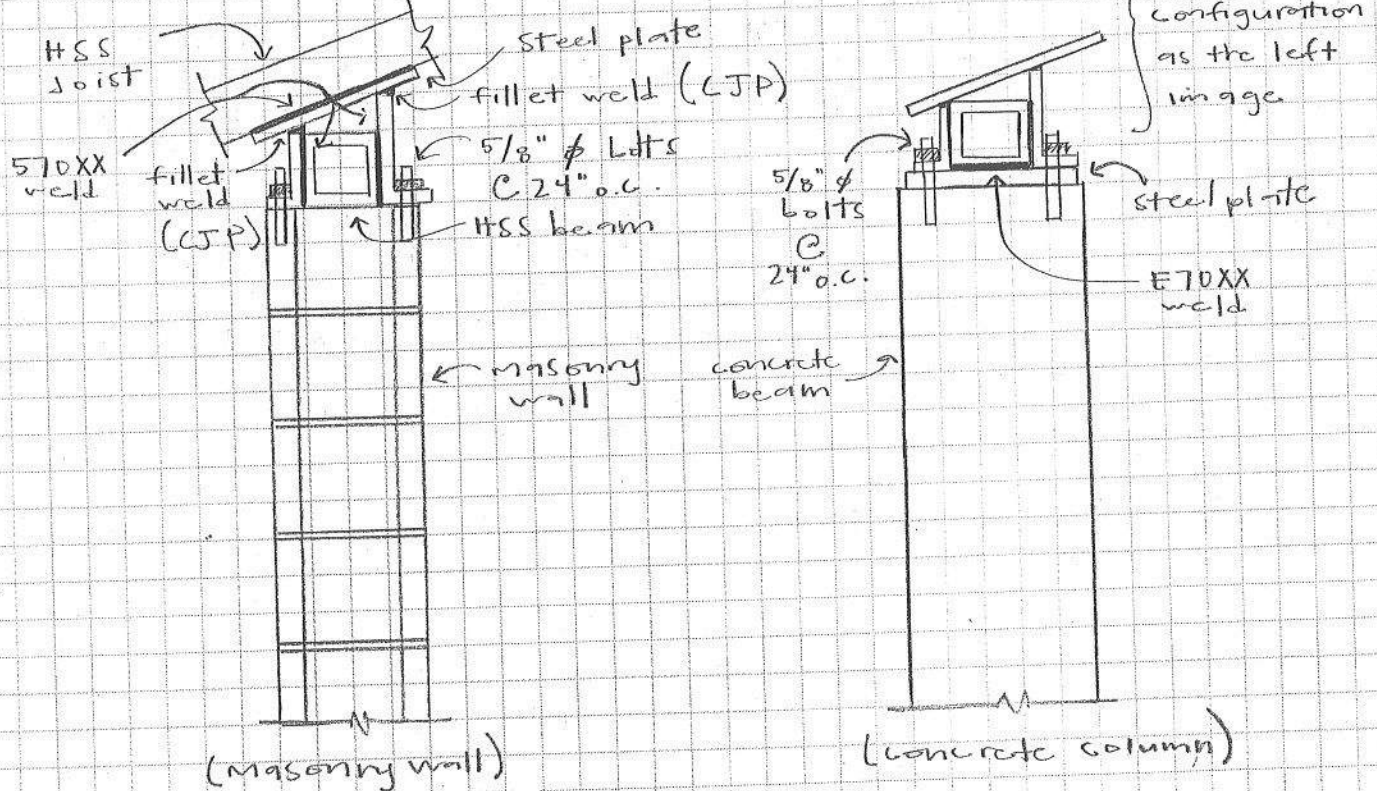 HSS
Joist
steel plate
fillet weld (CJP)
5/8" φ bolts
@ 24" o.c.
HSS beam
570XX
weld
fillet
weld
(CJP)
masonry
wall
(masonry wall)
configuration
as the left
image
5/8" φ
bolts
@
24" o.c.
steel plate
E70XX
weld
concrete
beam
(concrete column)